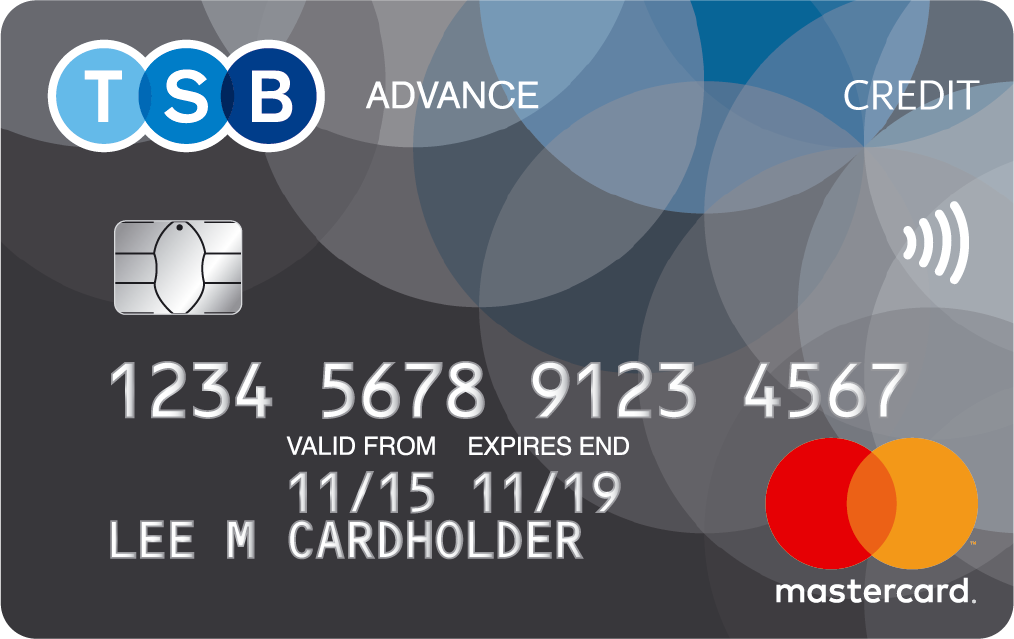 TSB ADVANCE CREDIT
1234 5678 9123 4567
VALID FROM EXPIRES END
11/15 11/19
LEE M CARDHOLDER
mastercard.